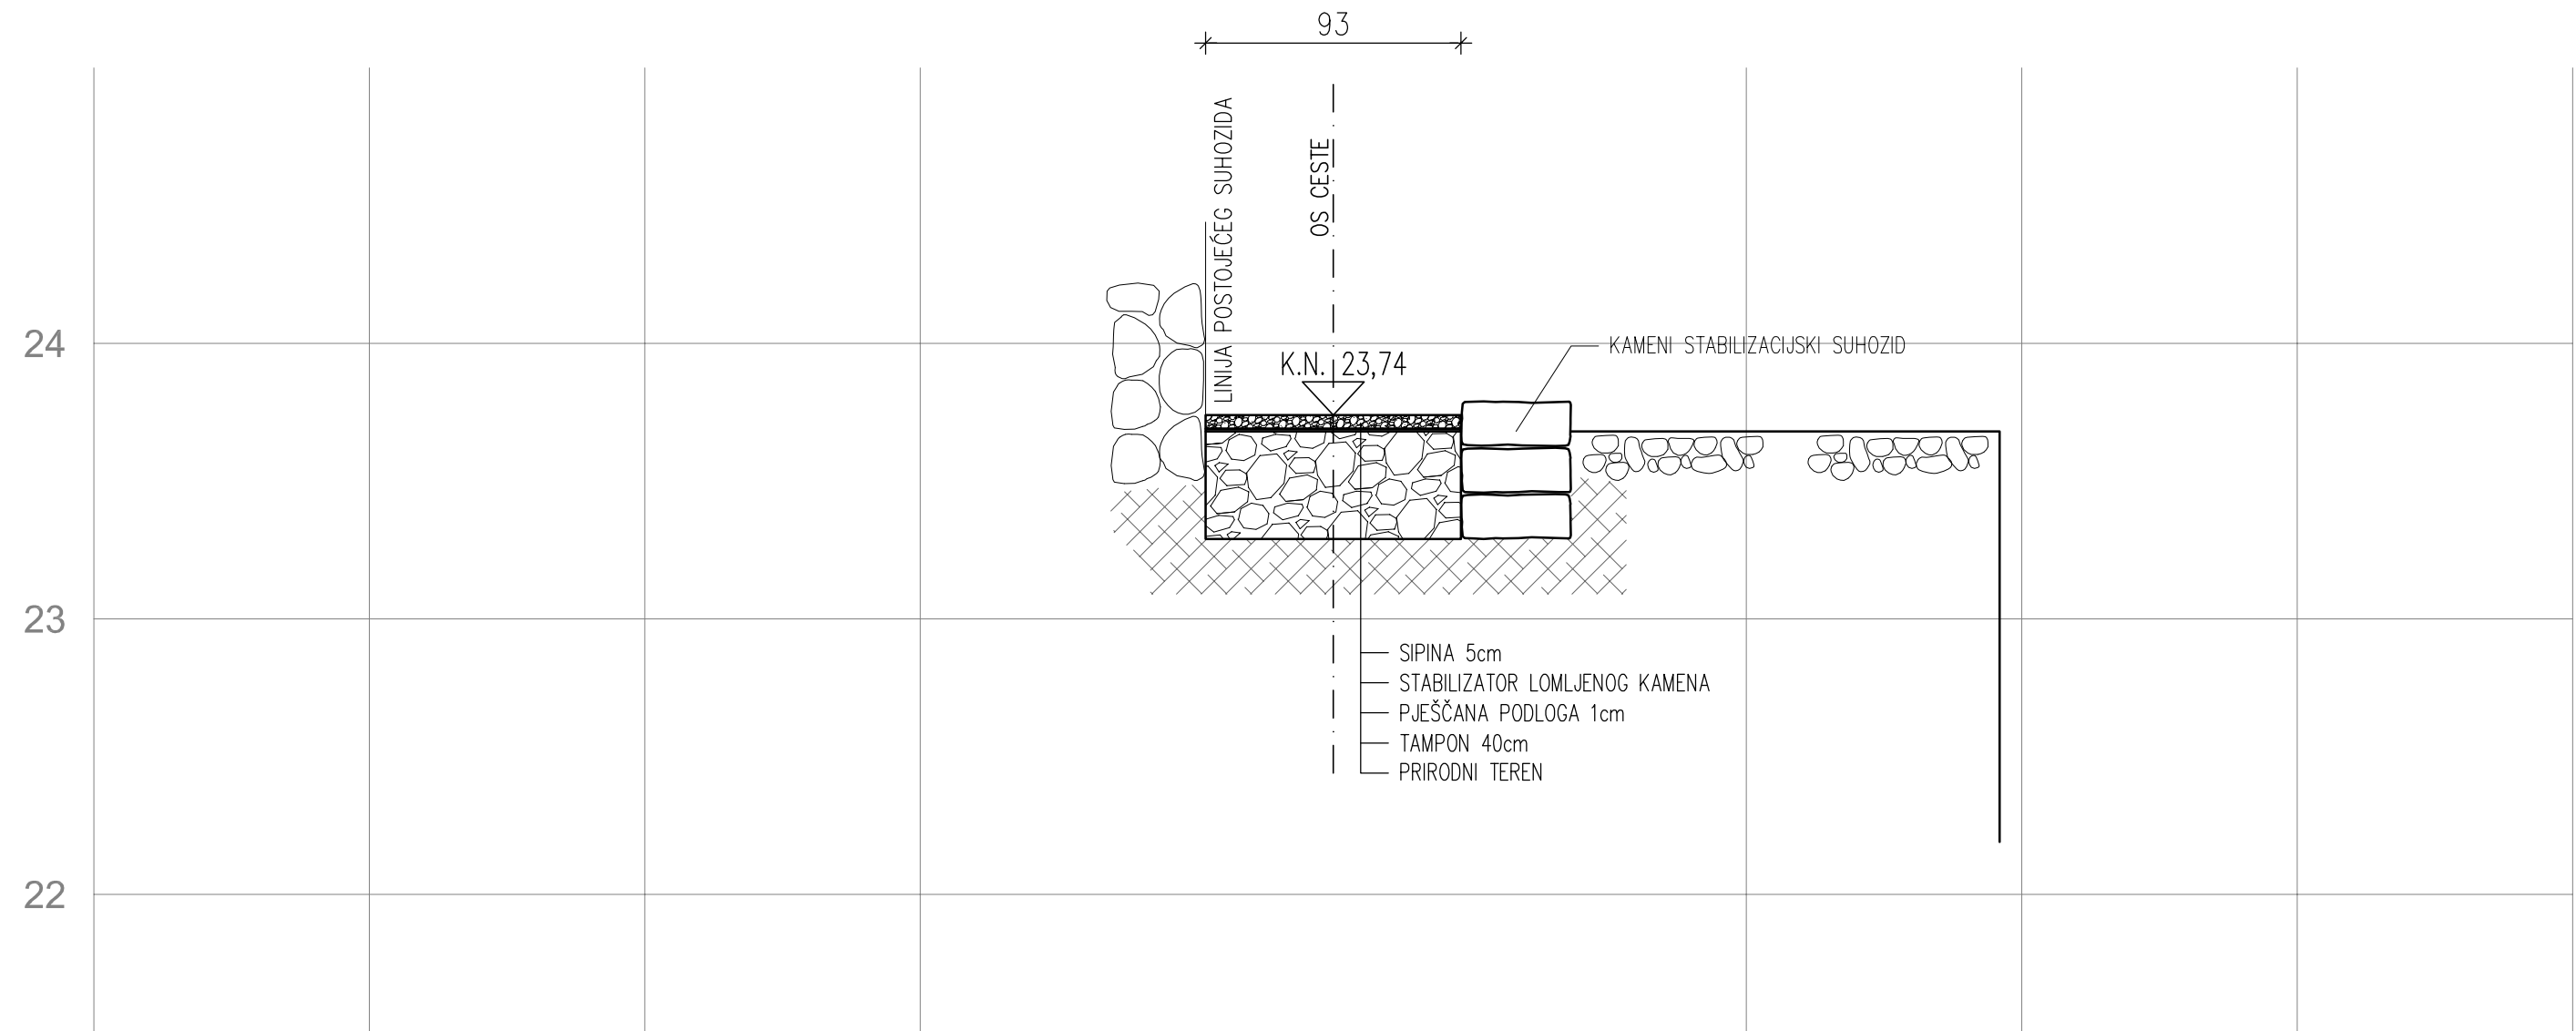 93
LINIJA POSTOJEĆEG SUHOZIDA
OS CESTE
24
KAMENI STABILIZACIJSKI SUHOZID
K.N. 23,74
23
SIPINA 5cm
STABILIZATOR LOMLJENOG KAMENA
PJEŠČANA PODLOGA 1cm
TAMPON 40cm
PRIRODNI TEREN
22